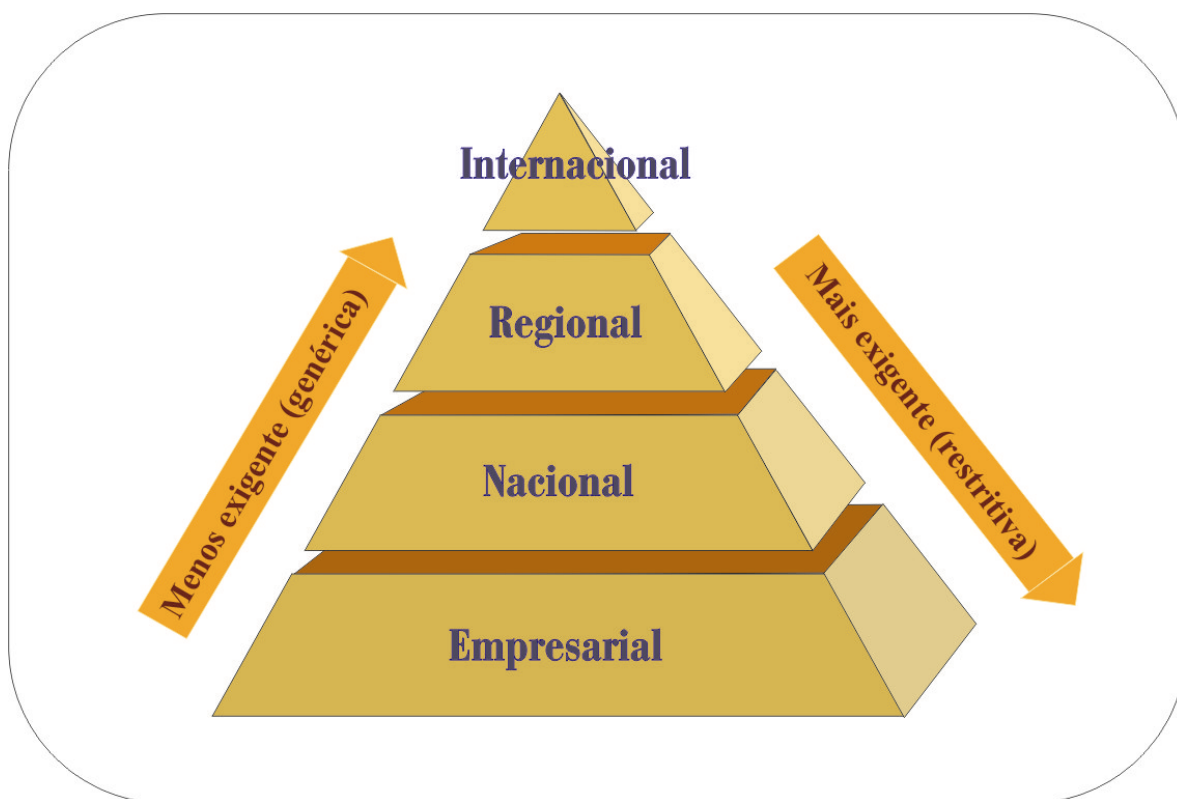 Internacional
Regional
Nacional
Empresarial
Menos exigente (genérica)
Mais exigente (restritiva)